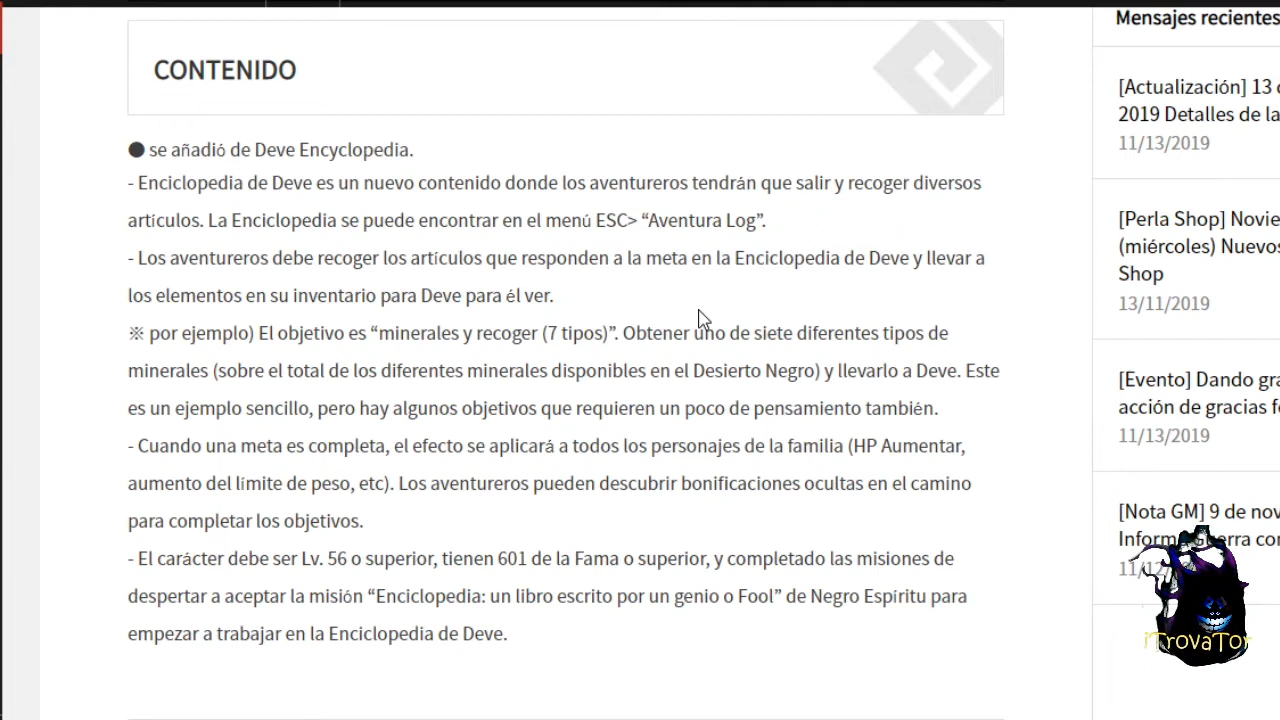 CONTENIDO
● se añadió de Deve Encyclopedia.
- Enciclopedia de Deve es un nuevo contenido donde los aventureros tendrán que salir y recoger diversos
artículos. La Enciclopedia se puede encontrar en el menú ESC> “Aventura Log”.
- Los aventureros debe recoger los artículos que responden a la meta en la Enciclopedia de Deve y llevar a
los elementos en su inventario para Deve para él ver.
※ por ejemplo) El objetivo es “minerales y recoger (7 tipos)”. Obtener uno de siete diferentes tipos de
minerales (sobre el total de los diferentes minerales disponibles en el Desierto Negro) y llevarlo a Deve. Este
es un ejemplo sencillo, pero hay algunos objetivos que requieren un poco de pensamiento también.
- Cuando una meta es completa, el efecto se aplicará a todos los personajes de la familia (HP Aumentar,
aumento del límite de peso, etc). Los aventureros pueden descubrir bonificaciones ocultas en el camino
para completar los objetivos.
- El carácter debe ser Lv. 56 o superior, tienen 601 de la Fama o superior, y completado las misiones de
despertar a aceptar la misión “Enciclopedia: un libro escrito por un genio o Fool” de Negro Espíritu para
empezar a trabajar en la Enciclopedia de Deve.
Mensajes recientes
[Actualización] 13
2019 Detalles de la
11/13/2019
[Perla Shop] Novie
(miércoles) Nuevos
Shop
13/11/2019
[Evento] Dando gra
acción de gracias
11/13/2019
[Nota GM] 9 de nov
Informe Guerra con
11/12/
iTrovaTor